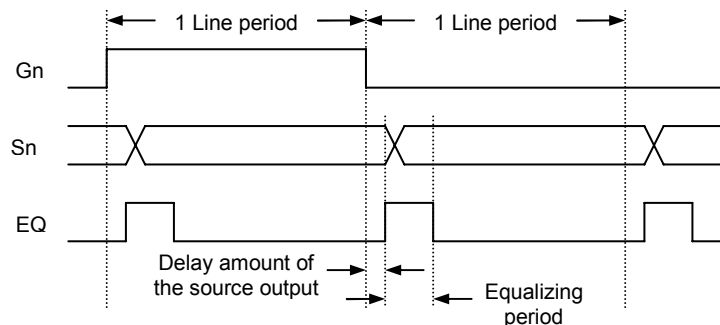 1 Line period 1 Line period
Gn
Sn
EQ
Delay amount of
the source output
Equalizing
period